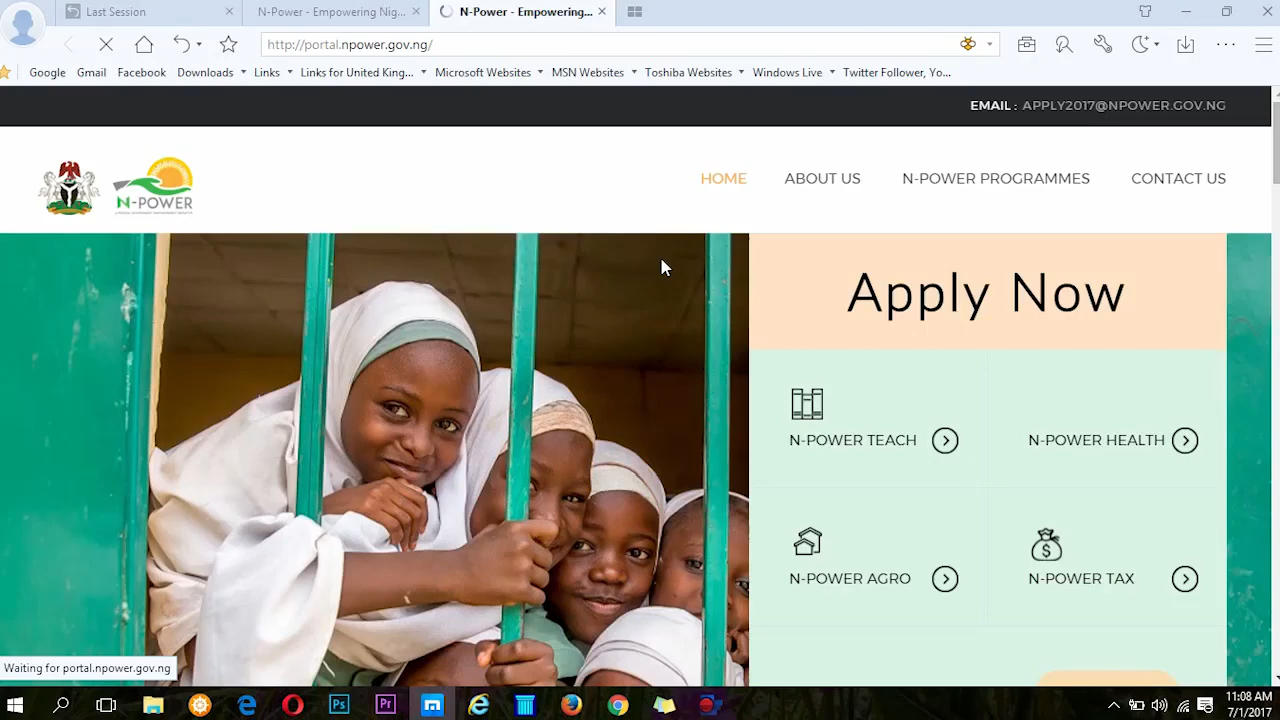 Last Session
N-Power - Empowering Nig...
N-Power - Empowering...
http://portal.npower.gov.ng/
Google
Gmail
Facebook
Downloads
Links
Links for United King...
Microsoft Websites
MSN Websites
Toshiba Websites
Windows Live
Twitter Follower, Yo...
EMAIL : APPLY2017@NPOWER.GOV.NG
N-POWER
HOME
ABOUT US
N-POWER PROGRAMMES
CONTACT US
Apply Now
N-POWER TEACH
N-POWER HEALTH
N-POWER AGRO
N-POWER TAX
Waiting for portal.npower.gov.ng
Ps
Pr
11:08 AM
7/1/2017